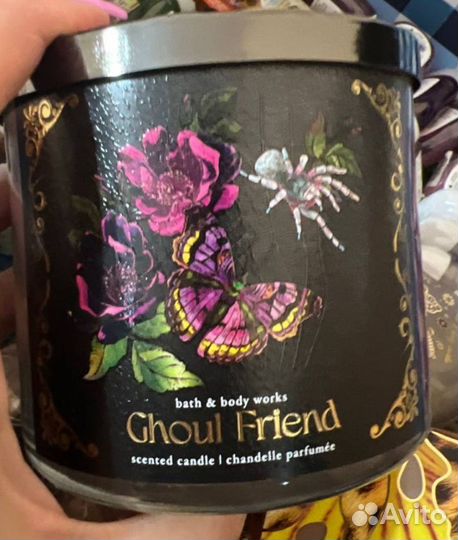 bath & body works
Ghoul Friend
scented candle | chandelle parfumée
Avito